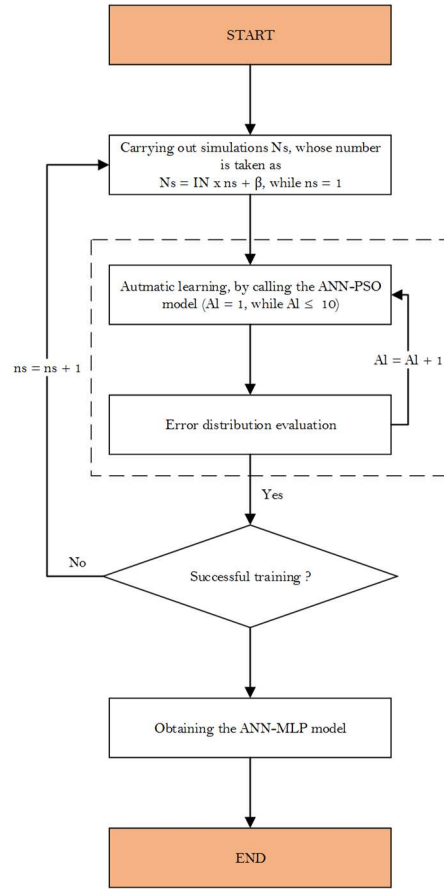 START
Carrying out simulations Ns, whose number
is taken as
Ns = IN x ns + β, while ns = 1
Autmatic learning, by calling the ANN-PSO
model (Al = 1, while Al ≤ 10)
ns = ns + 1
Al = Al + 1
Error distribution evaluation
Yes
No
Successful training ?
Obtaining the ANN-MLP model
END